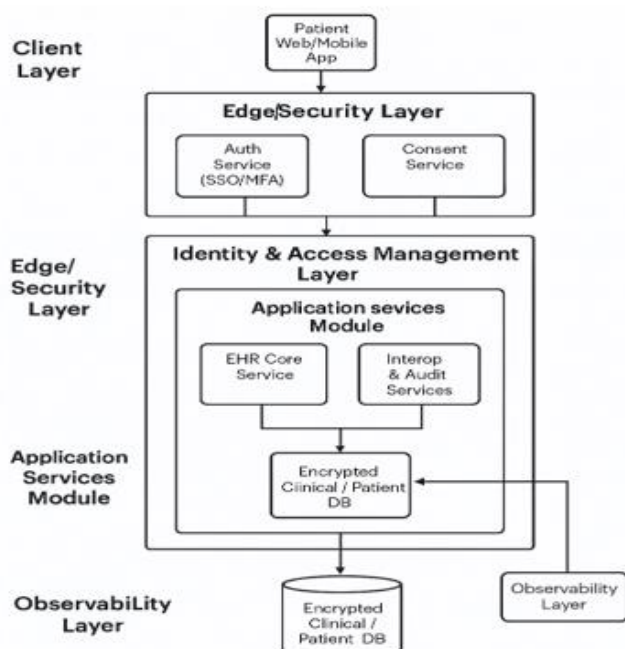 Client
Layer
Patient
Web/Mobile
App
Edge/Security Layer
Auth
Service
(SSO/MFA)
Consent
Service
Edge/
Security
Layer
Identity & Access Management
Layer
Application sevices
Module
EHR Core
Service
Interop
& Audit
Services
Application
Services
Module
Encrypted
Ciinical / Patient
DB
Observability
Layer
ObservabiLity
Layer
Encrypted
Clinical /
Patient DB